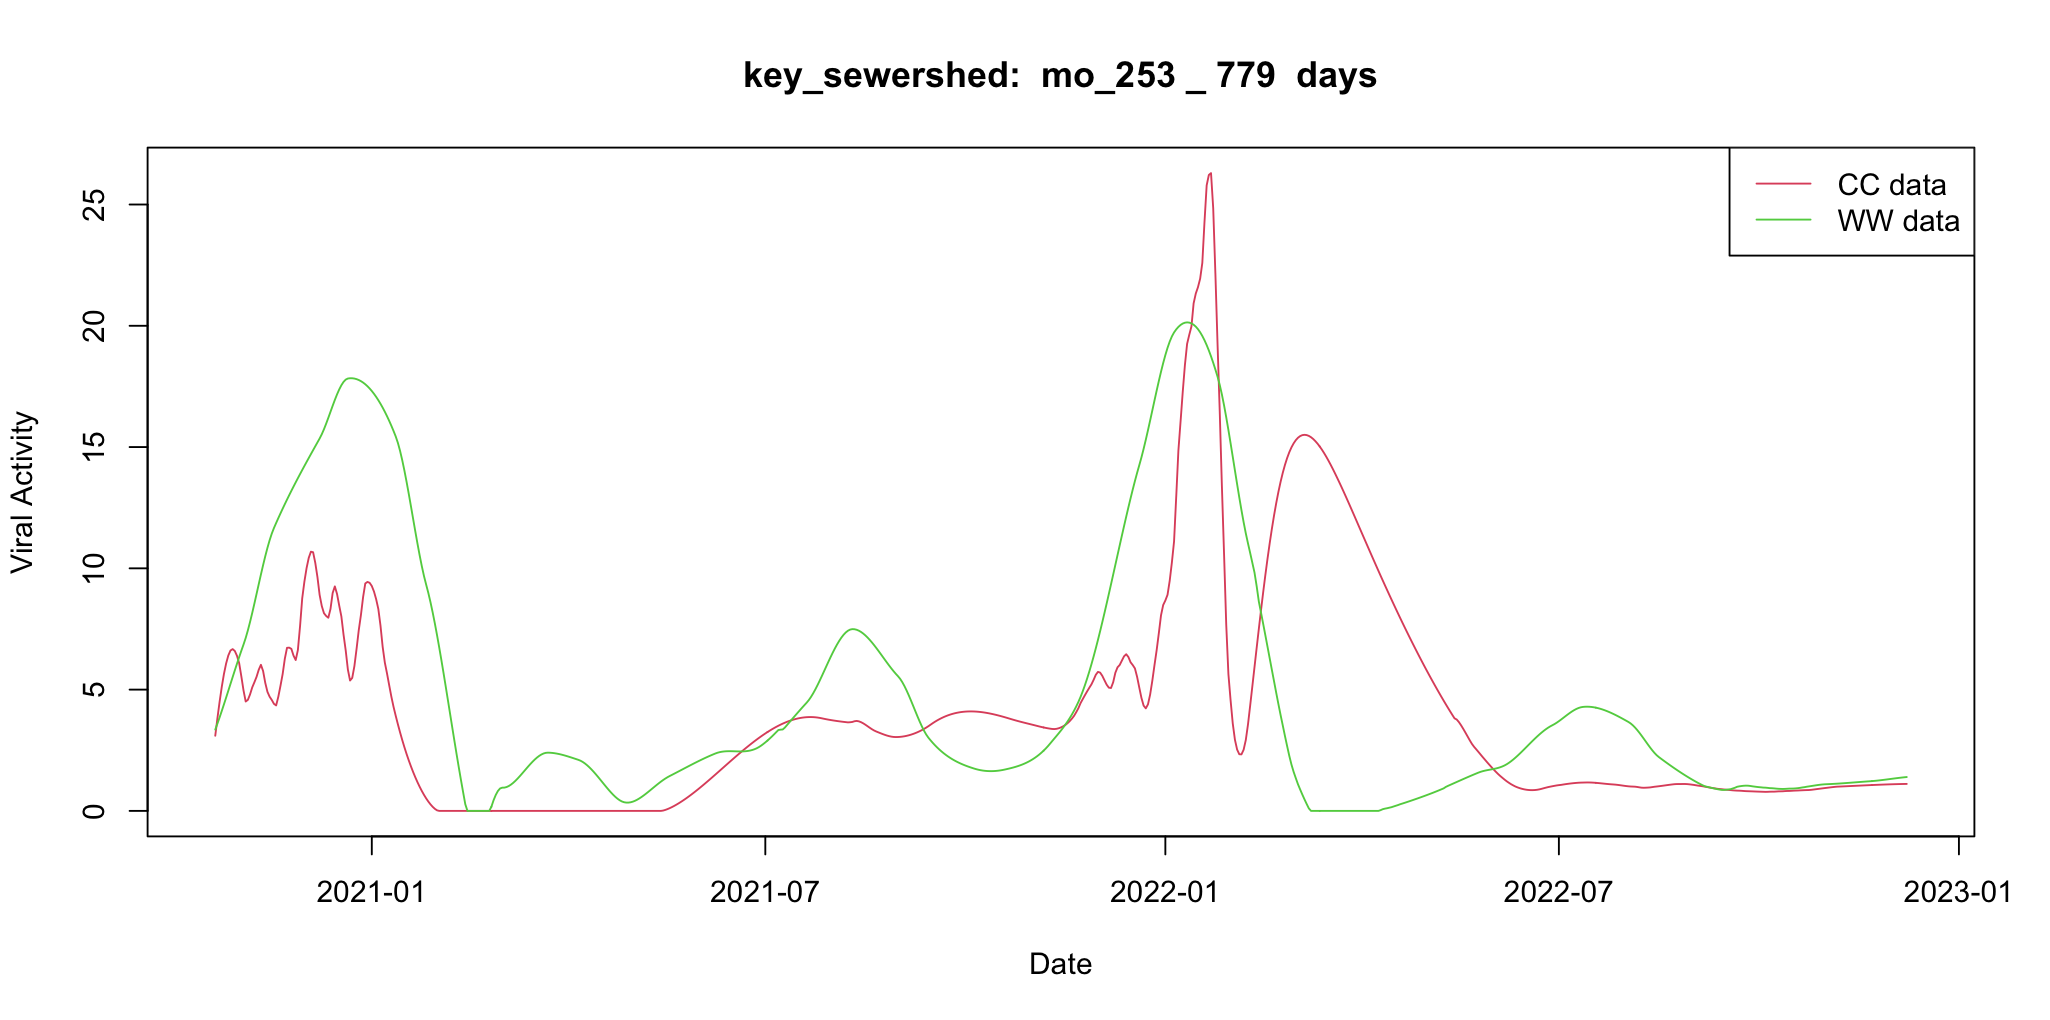 key_sewershed:  mo_253 _ 779  days
CC data
WW data
Viral Activity
25
20
15
10
5
0
2021-01
2021-07
2022-01
2022-07
2023-01
Date